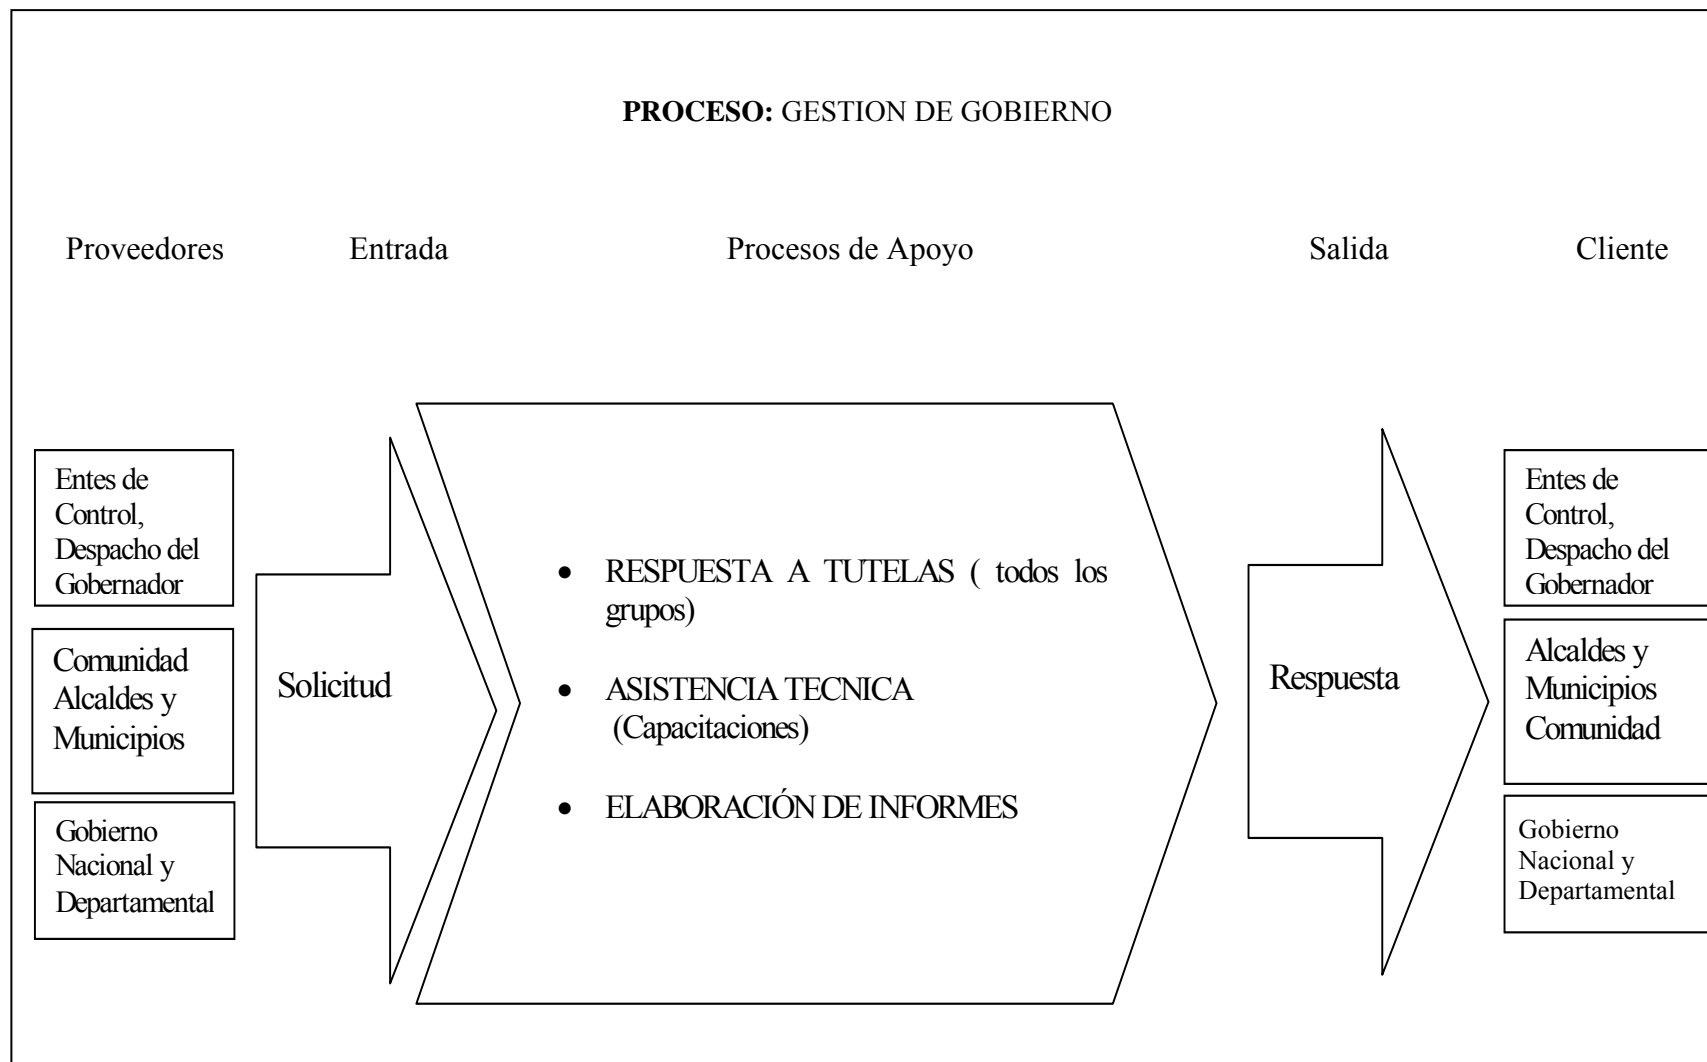 PROCESO: GESTION DE GOBIERNO
Proveedores
Entrada
Procesos de Apoyo
Salida
Cliente
Entes de
Control,
Despacho del
Gobernador
Comunidad
Alcaldes y
Municipios
Gobierno
Nacional y
Departamental
Solicitud
• RESPUESTA A TUTELAS ( todos los
grupos)
• ASISTENCIA TECNICA
(Capacitaciones)
• ELABORACIÓN DE INFORMES
Respuesta
Entes de
Control,
Despacho del
Gobernador
Alcaldes y
Municipios
Comunidad
Gobierno
Nacional y
Departamental